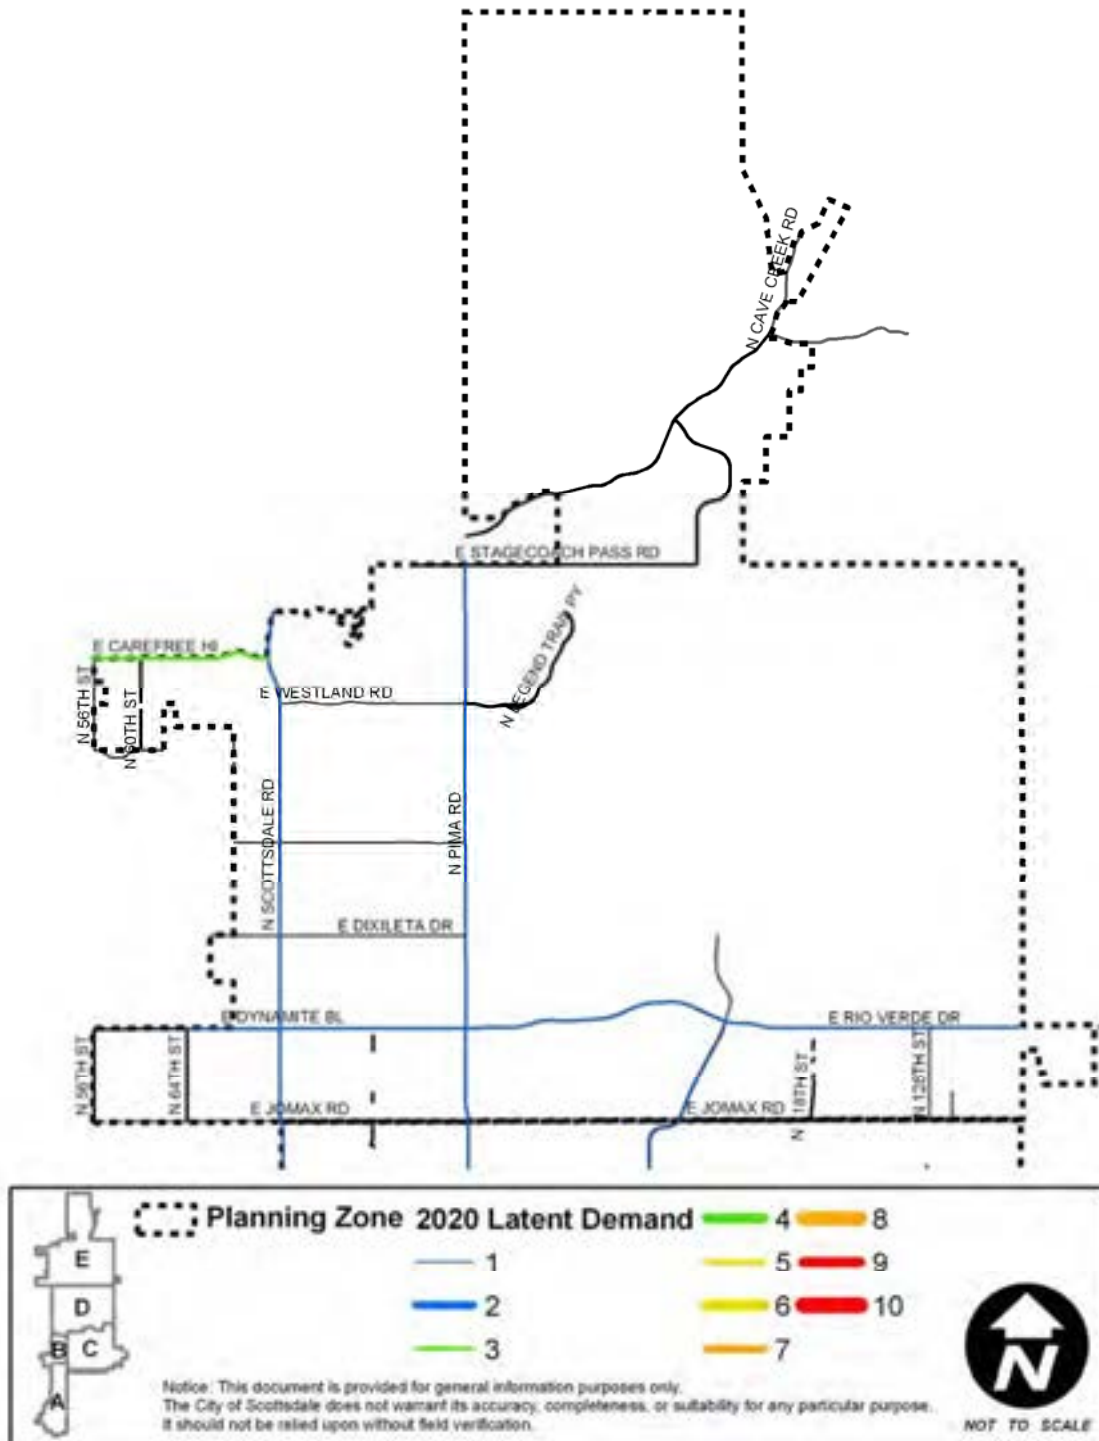 N CAVE CREEK RD
E STAGECOACH PASS RD
N LEGEND TRAIL PY
E CAREFREE HI
N 56TH ST
N 60TH ST
E WESTLAND RD
N SCOTTSDALE RD
N PIMA RD
E DIXILETA DR
E DYNAMITE BL
E RIO VERDE DR
N 56TH ST
N 64TH ST
E JOMAX RD
E JOMAX RD
N 18TH ST
N 126TH ST
E
D
B
C
A
Planning Zone
2020 Latent Demand
1
2
3
4
5
6
7
8
9
10
Notice: This document is provided for general information purposes only.
The City of Scottsdale does not warrant its accuracy, completeness, or suitability for any particular purpose.
It should not be relied upon without field verification.
N
NOT TO SCALE